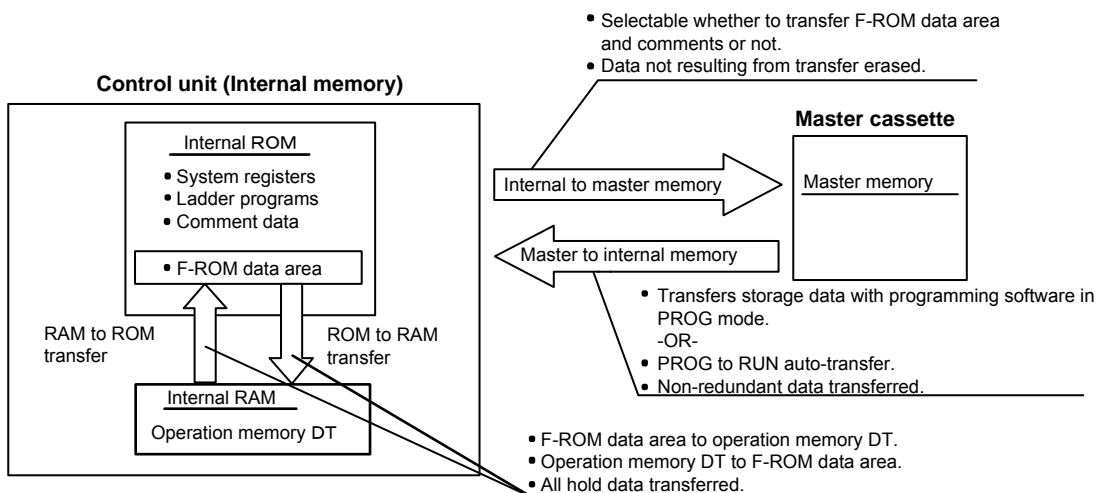 • Selectable whether to transfer F-ROM data area
and comments or not.
• Data not resulting from transfer erased.
Control unit (Internal memory)
Internal ROM
• System registers
• Ladder programs
• Comment data
• F-ROM data area
RAM to ROM
transfer
ROM to RAM
transfer
Internal RAM
Operation memory DT
Internal to master memory
Master to internal memory
Master cassette
Master memory
• Transfers storage data with programming software in
PROG mode.
-OR-
• PROG to RUN auto-transfer.
• Non-redundant data transferred.
• F-ROM data area to operation memory DT.
• Operation memory DT to F-ROM data area.
• All hold data transferred.